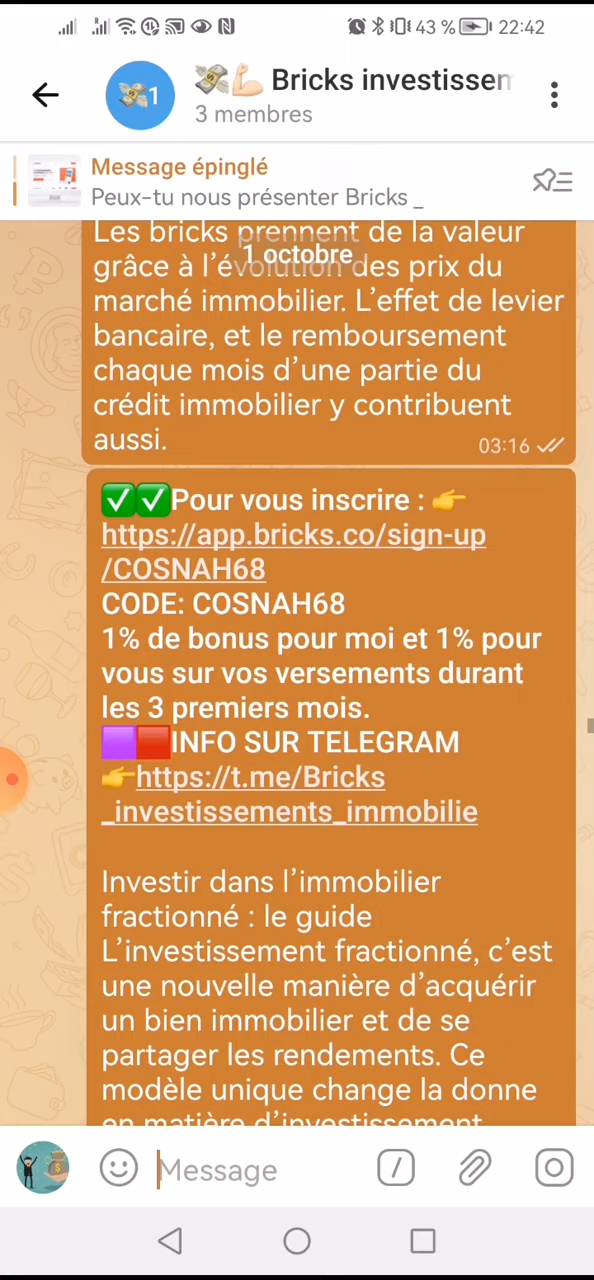 43 % 22:42
Bricks investissem
1
3 membres
Message épinglé
Peux-tu nous présenter Bricks _
Les bricks prennent de la valeur
1 octobre
grâce à l’évolution des prix du
marché immobilier. L’effet de levier
bancaire, et le remboursement
chaque mois d’une partie du
crédit immobilier y contribuent
aussi.
03:16
Pour vous inscrire :
https://app.bricks.co/sign-up
/COSNAH68
CODE: COSNAH68
1% de bonus pour moi et 1% pour
vous sur vos versements durant
les 3 premiers mois.
INFO SUR TELEGRAM
https://t.me/Bricks
_investissements_immobilie
Investir dans l’immobilier
fractionné : le guide
L’investissement fractionné, c’est
une nouvelle manière d’acquérir
un bien immobilier et de se
partager les rendements. Ce
modèle unique change la donne
en matière d’investissement
Message